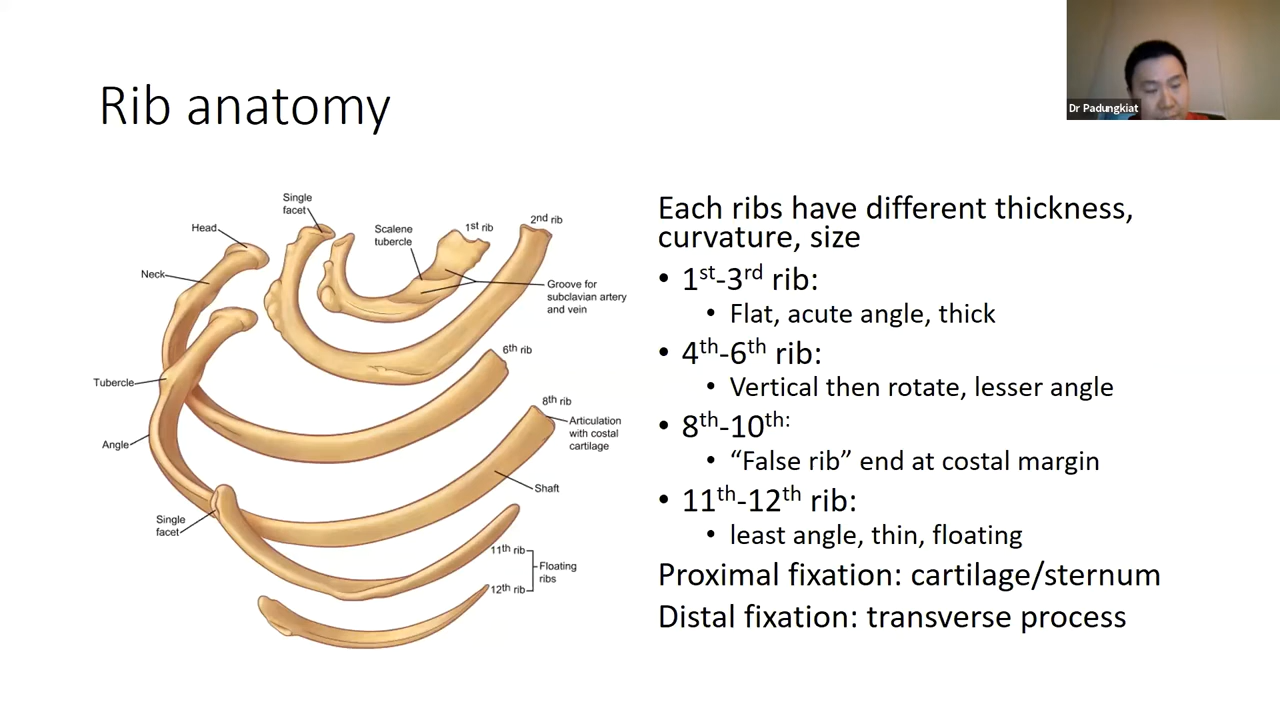 Rib anatomy
Dr Padungkiat
Single
facet
Head
Scalene
tubercle
1st rib
2nd rib
Neck
Groove for
subclavian artery
and vein
6th rib
Tubercle
8th rib
Articulation
with costal
cartilage
Angle
Shaft
Single
facet
11th rib
Floating
ribs
12th rib
Each ribs have different thickness,
curvature, size
• 1st-3rd rib:
• Flat, acute angle, thick
• 4th-6th rib:
• Vertical then rotate, lesser angle
• 8th-10th:
• “False rib” end at costal margin
• 11th-12th rib:
• least angle, thin, floating
Proximal fixation: cartilage/sternum
Distal fixation: transverse process